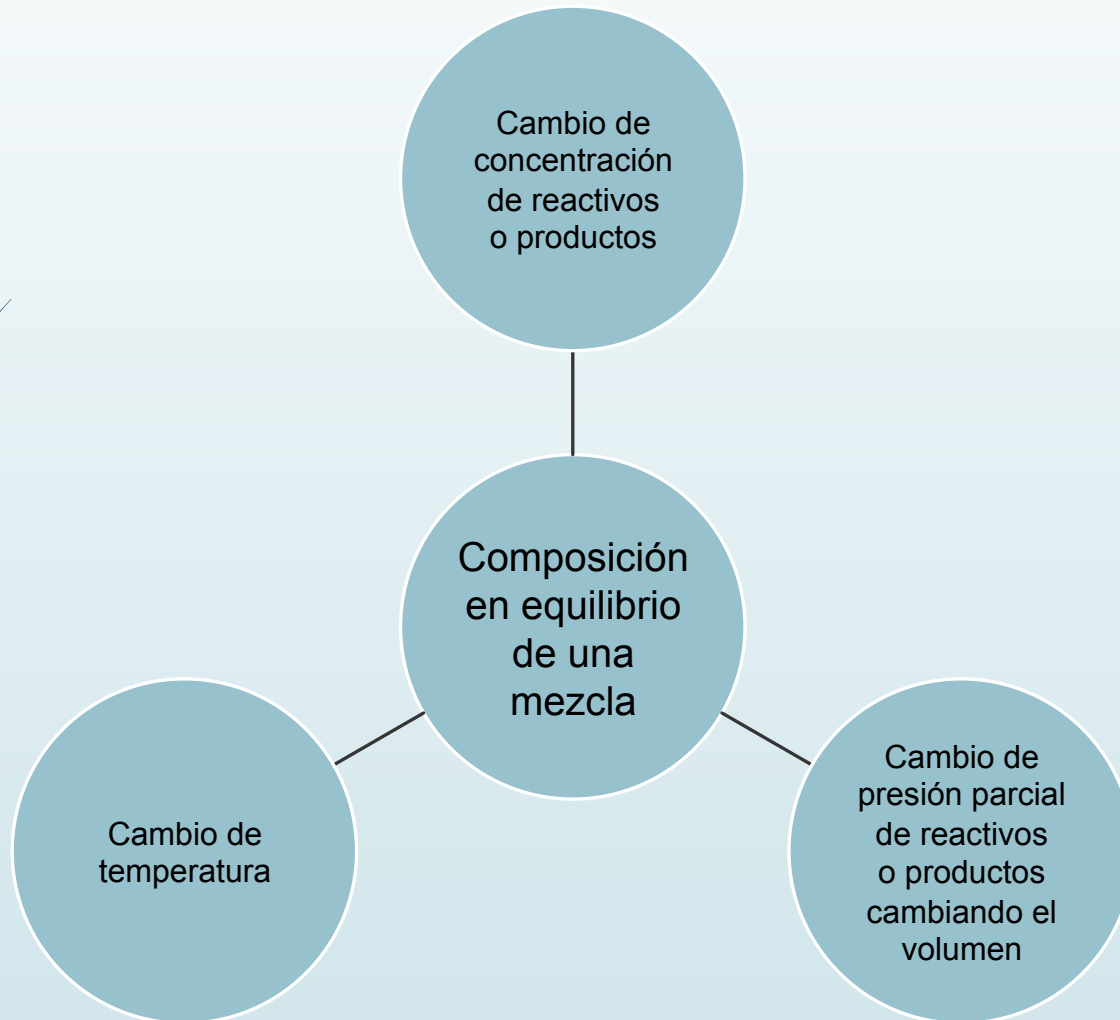 Cambio de
concentración
de reactivos
o productos
Composición
en equilibrio
de una
mezcla
Cambio de
temperatura
Cambio de
presión parcial
de reactivos
o productos
cambiando el
volumen